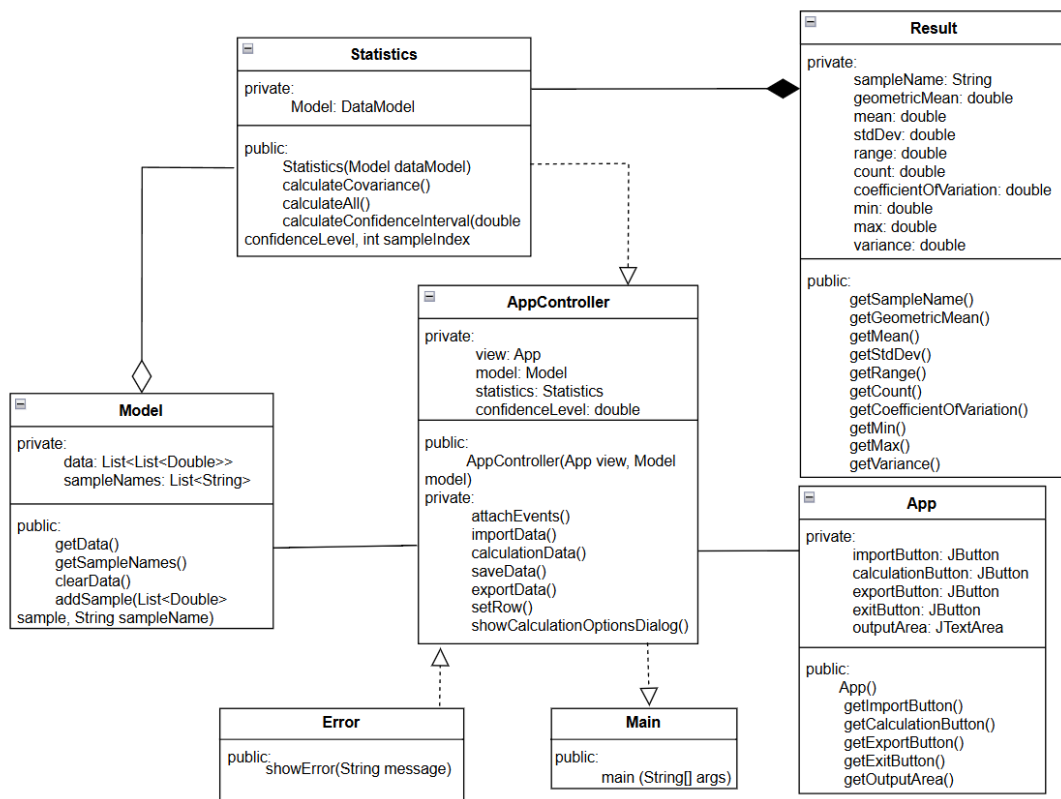 Statistics
private:
Model: DataModel
public:
Statistics(Model dataModel)
calculateCovariance()
calculateAll()
calculateConfidenceInterval(double
confidenceLevel, int sampleIndex
Result
private:
sampleName: String
geometricMean: double
mean: double
stdDev: double
range: double
count: double
coefficientOfVariation: double
min: double
max: double
variance: double
public:
getSampleName()
getGeometricMean()
getMean()
getStdDev()
getRange()
getCount()
getCoefficientOfVariation()
getMin()
getMax()
getVariance()
AppController
private:
view: App
model: Model
statistics: Statistics
confidenceLevel: double
public:
AppController(App view, Model
model)
private:
attachEvents()
importData()
calculationData()
saveData()
exportData()
setRow()
showCalculationOptionsDialog()
Model
private:
data: List<List<Double>>
sampleNames: List<String>
public:
getData()
getSampleNames()
clearData()
addSample(List<Double>
sample, String sampleName)
App
private:
importButton: JButton
calculationButton: JButton
exportButton: JButton
exitButton: JButton
outputArea: JTextArea
public:
App()
getImportButton()
getCalculationButton()
getExportButton()
getExitButton()
getOutputArea()
Error
public:
showError(String message)
Main
public:
main (String[] args)